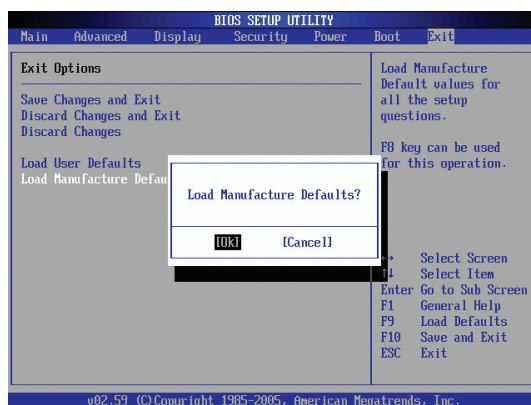 BIOS SETUP UTILITY
Main Advanced Display Security Power Boot Exit
Exit Options
Save Changes and Exit
Discard Changes and Exit
Discard Changes
Load User Defaults
Load Manufacture Defau
Load Manufacture Defaults?
[Ok] [Cancel]
Load Manufacture
Default values for
all the setup
questions.
F8 key can be used
for this operation.
↔ Select Screen
↑↓ Select Item
Enter Go to Sub Screen
F1 General Help
F9 Load Defaults
F10 Save and Exit
ESC Exit
v02.59 (C)Copyright 1985-2005, American Megatrends, Inc.